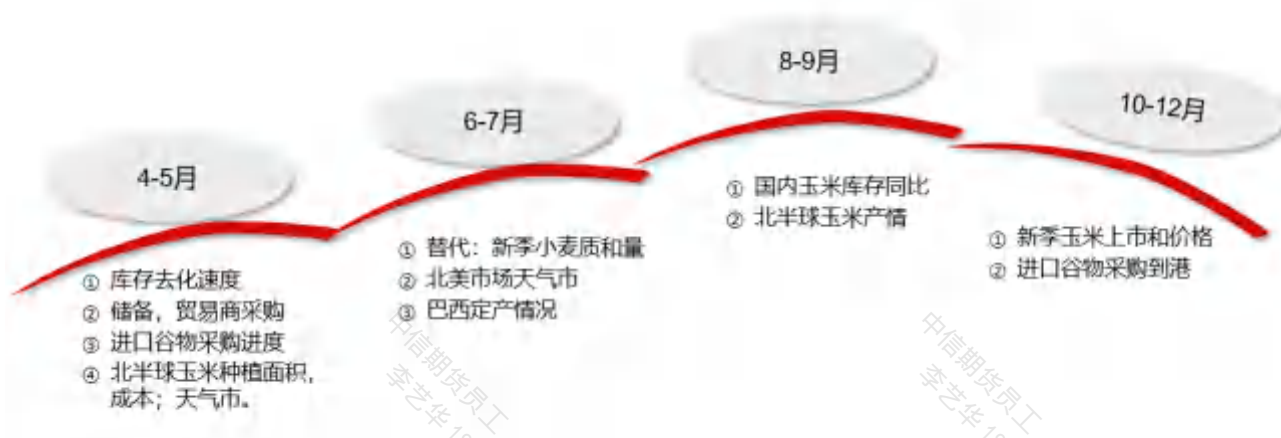 4-5月
① 库存去化速度
② 储备，贸易商采购
③ 进口谷物采购进度
④ 北半球玉米种植面积，
成本；天气市。
6-7月
① 替代：新季小麦质和量
② 北美市场天气市
③ 巴西定产情况
8-9月
① 国内玉米库存同比
② 北半球玉米产情
10-12月
① 新季玉米上市和价格
② 进口谷物采购到港
中信期货员工
李艺华
中信期货员工
李艺华